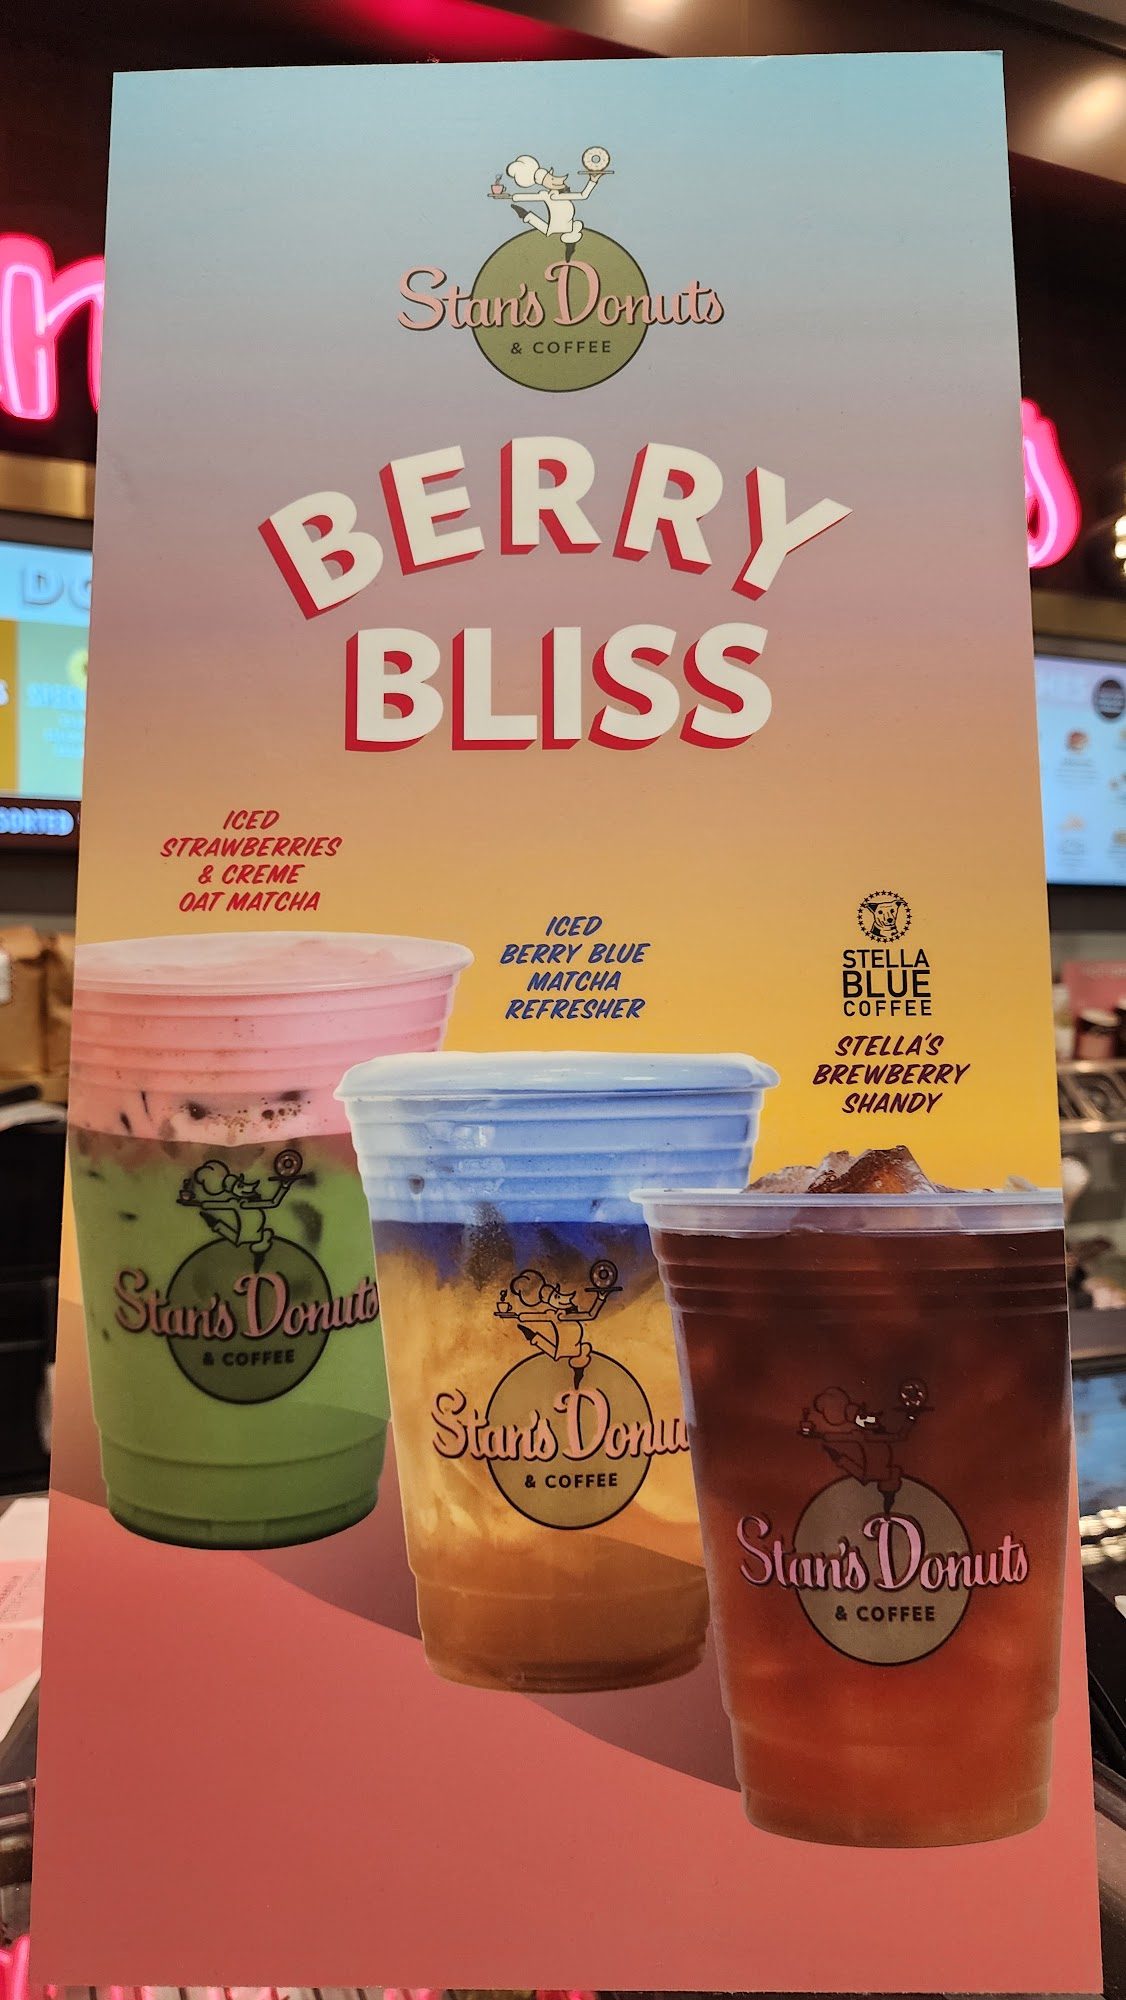 Stan's Donuts
& COFFEE
BERRY
BLISS
ICED
STRAWBERRIES
& CREME
OAT MATCHA
ICED
BERRY BLUE
MATCHA
REFRESHER
STELLA
BLUE
COFFEE
STELLA'S
BREWBERRY
SHANDY
Stan's Donuts
& COFFEE
Stan's Donu
& COFFEE
Stan's Donuts
& COFFEE